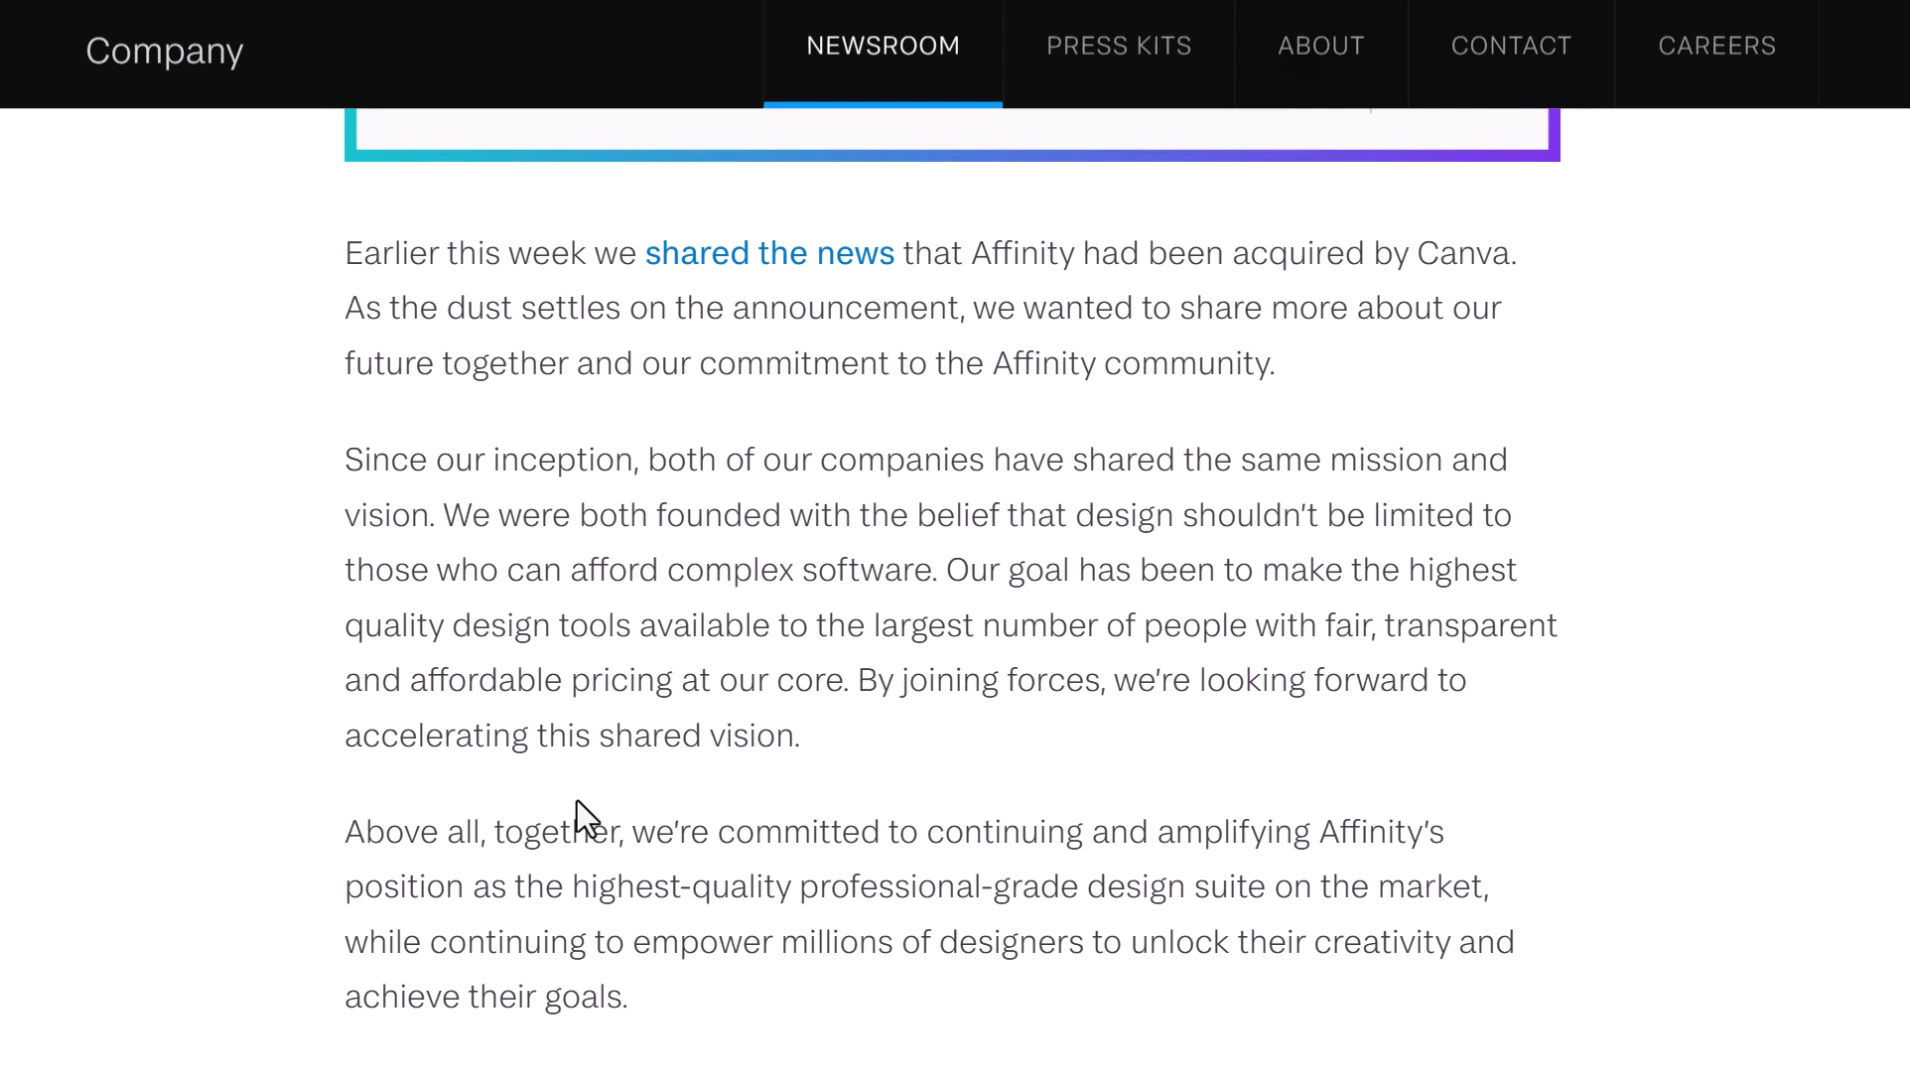 Company
NEWSROOM
PRESS KITS
ABOUT
CONTACT
CAREERS
Earlier this week we shared the news that Affinity had been acquired by Canva.
As the dust settles on the announcement, we wanted to share more about our
future together and our commitment to the Affinity community.
Since our inception, both of our companies have shared the same mission and
vision. We were both founded with the belief that design shouldn’t be limited to
those who can afford complex software. Our goal has been to make the highest
quality design tools available to the largest number of people with fair, transparent
and affordable pricing at our core. By joining forces, we’re looking forward to
accelerating this shared vision.
Above all, together, we’re committed to continuing and amplifying Affinity’s
position as the highest-quality professional-grade design suite on the market,
while continuing to empower millions of designers to unlock their creativity and
achieve their goals.